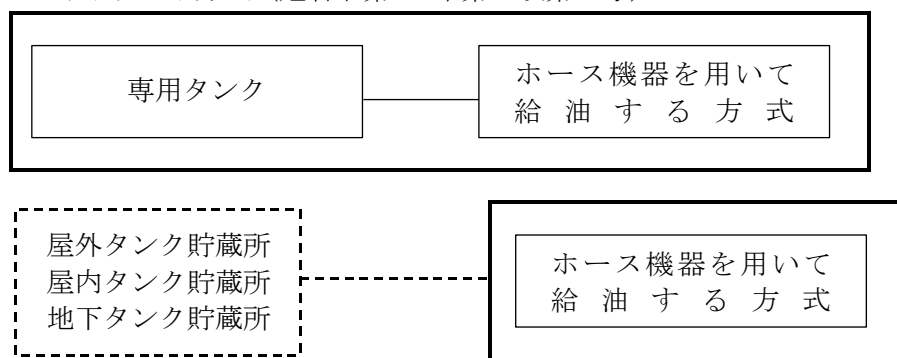 専用タンク
ホース機器を用いて
給油する方式
屋外タンク貯蔵所
屋内タンク貯蔵所
地下タンク貯蔵所
ホース機器を用いて
給油する方式